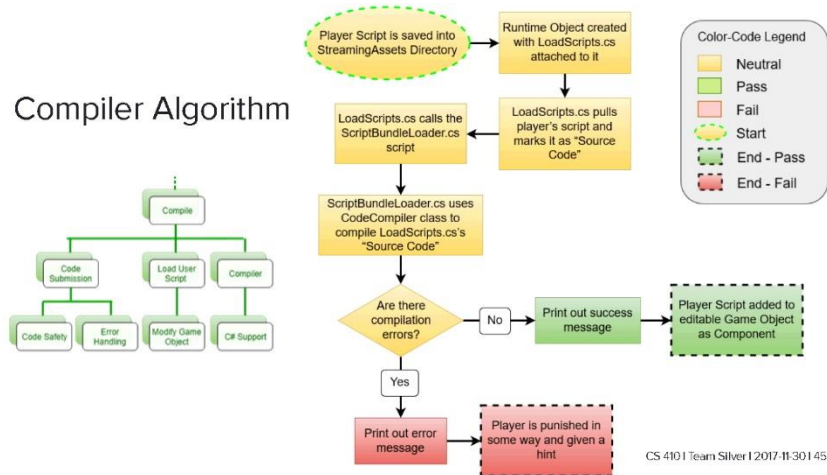 Compiler Algorithm
Compile
Code
Submission
Load User
Script
Compiler
Code Safety
Error
Handling
Modify Game
Object
C# Support
Player Script is saved into
StreamingAssets Directory
Runtime Object created
with LoadScripts.cs
attached to it
LoadScripts.cs pulls
player's script and
marks it as "Source
Code"
LoadScripts.cs calls the
ScriptBundleLoader.cs
script
ScriptBundleLoader.cs uses
CodeCompiler class to
compile LoadScripts.cs's
"Source Code"
Are there
compilation
errors?
No
Print out success
message
Player Script added to
editable Game Object
as Component
Yes
Print out error
message
Player is punished in
some way and given a
hint
Color-Code Legend
Neutral
Pass
Fail
Start
End - Pass
End - Fail
CS 410 | Team Silver | 2017-11-30 | 45